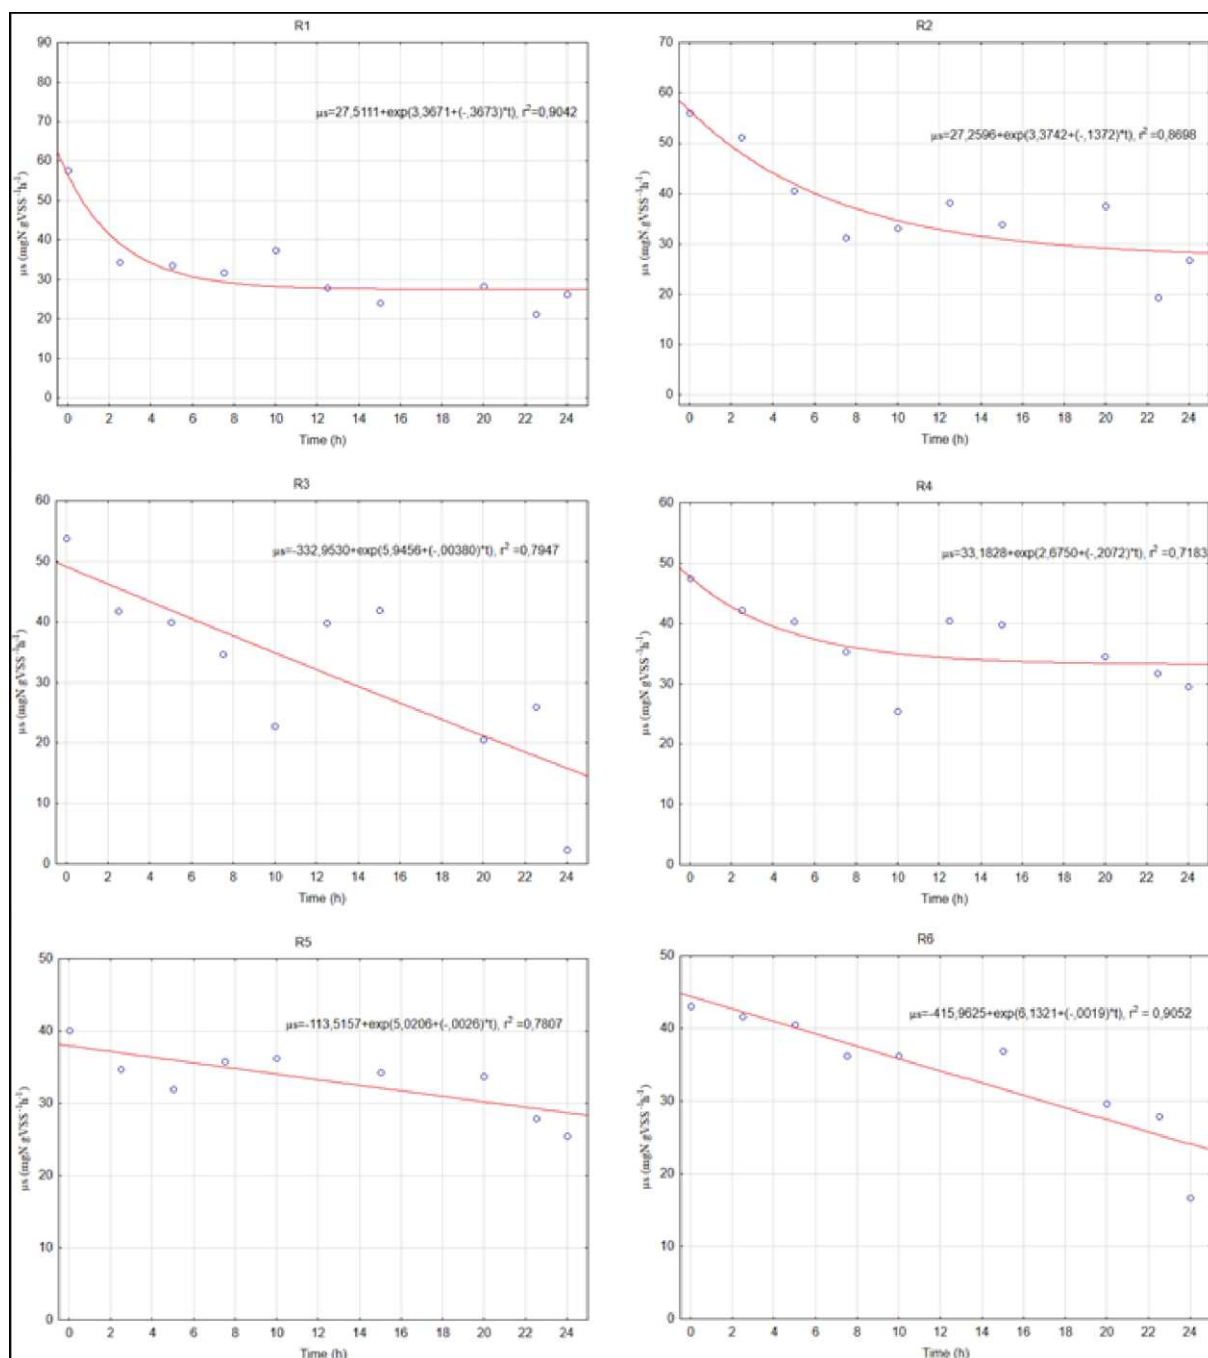 R1
90
80
70
60
50
40
30
20
10
0
μs (mgN gVSS⁻¹h⁻¹)
μs=27,5111+exp(3,3671+(-,3673)*t), r²=0,9042
0 2 4 6 8 10 12 14 16 18 20 22 24
Time (h)
R2
70
60
50
40
30
20
10
0
μs (mgN gVSS⁻¹h⁻¹)
μs=27,2596+exp(3,3742+(-,1372)*t), r²=0,8698
0 2 4 6 8 10 12 14 16 18 20 22 24
Time (h)
R3
60
50
40
30
20
10
0
μs (mgN gVSS⁻¹h⁻¹)
μs=-332,9530+exp(5,9456+(-,00380)*t), r² =0,7947
0 2 4 6 8 10 12 14 16 18 20 22 24
Time (h)
R4
60
50
40
30
20
10
0
μs (mgN gVSS⁻¹h⁻¹)
μs=33,1828+exp(2,6750+(-,2072)*t), r² =0,7183
0 2 4 6 8 10 12 14 16 18 20 22 24
Time (h)
R5
50
40
30
20
10
0
μs (mgN gVSS⁻¹h⁻¹)
μs=-113,5157+exp(5,0206+(-,0026)*t), r² =0,7807
0 2 4 6 8 10 12 14 16 18 20 22 24
Time (h)
R6
50
40
30
20
10
0
μs (mgN gVSS⁻¹h⁻¹)
μs=-415,9625+exp(6,1321+(-,0019)*t), r² = 0,9052
0 2 4 6 8 10 12 14 16 18 20 22 24
Time (h)